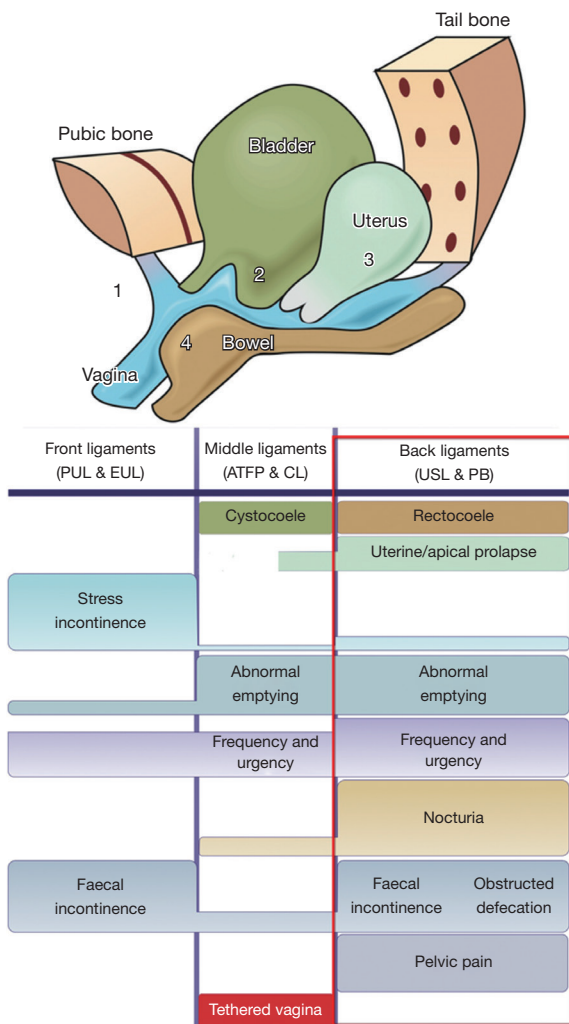 Tail bone
Pubic bone
Bladder
Uterus
3
2
1
4 Bowel
Vagina
Front ligaments
(PUL & EUL)
Middle ligaments
(ATFP & CL)
Back ligaments
(USL & PB)
Cystocoele
Rectocoele
Uterine/apical prolapse
Stress
incontinence
Abnormal
emptying
Abnormal
emptying
Frequency and
urgency
Frequency and
urgency
Nocturia
Faecal
incontinence
Faecal
incontinence
Obstructed
defecation
Pelvic pain
Tethered vagina